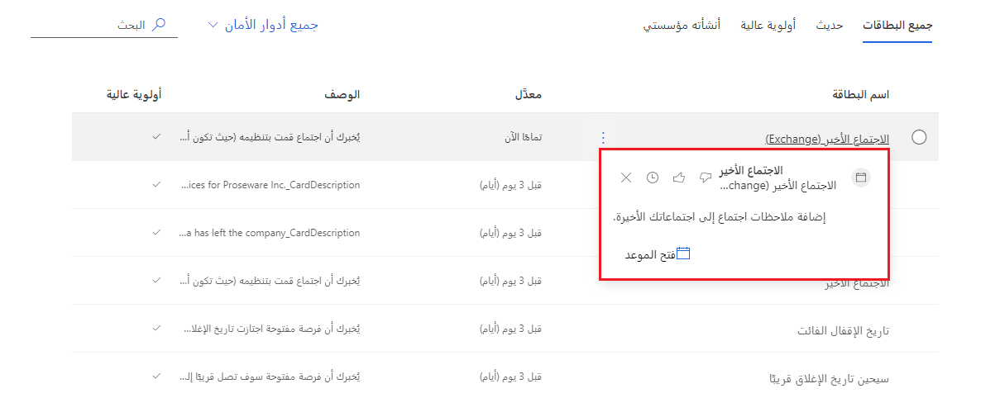 جميع البطاقات
حديث
أولوية عالية
أنشأته مؤسستي
جميع أدوار الأمان
البحث
اسم البطاقة
معدَّل
الوصف
أولوية عالية
الاجتماع الأخير (Exchange)
تمامًا الآن
يُخبرك أن اجتماع قمت بتنظيمه (حيث تكون أ...
الاجتماع الأخير
الاجتماع الأخير (change...
إضافة ملاحظات اجتماع إلى اجتماعاتك الأخيرة.
فتح الموعد
قبل 3 يوم (أيام)
...ices for Proseware Inc._CardDescription
قبل 3 يوم (أيام)
...a has left the company_CardDescription
الاجتماع الأخير
قبل 3 يوم (أيام)
يُخبرك أن اجتماع قمت بتنظيمه (حيث تكون أ...
تاريخ الإقفال الفائت
قبل 3 يوم (أيام)
يُخبرك أن فرصة مفتوحة اجتازت تاريخ الإغلا...
سيحين تاريخ الإغلاق قريبًا
قبل 3 يوم (أيام)
يُخبرك أن فرصة مفتوحة سوف تصل قريبًا إلـ...